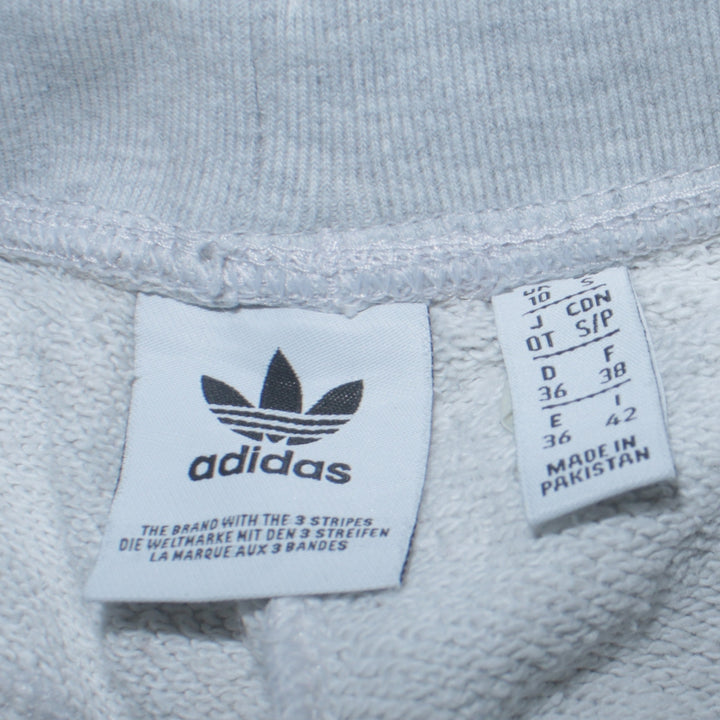 adidas
THE BRAND WITH THE 3 STRIPES
DIE WELTMARKE MIT DEN 3 STREIFEN
LA MARQUE AUX 3 BANDES
10 S
J CDN
OT S/P
D F
36 38
E I
36 42
MADE IN
PAKISTAN